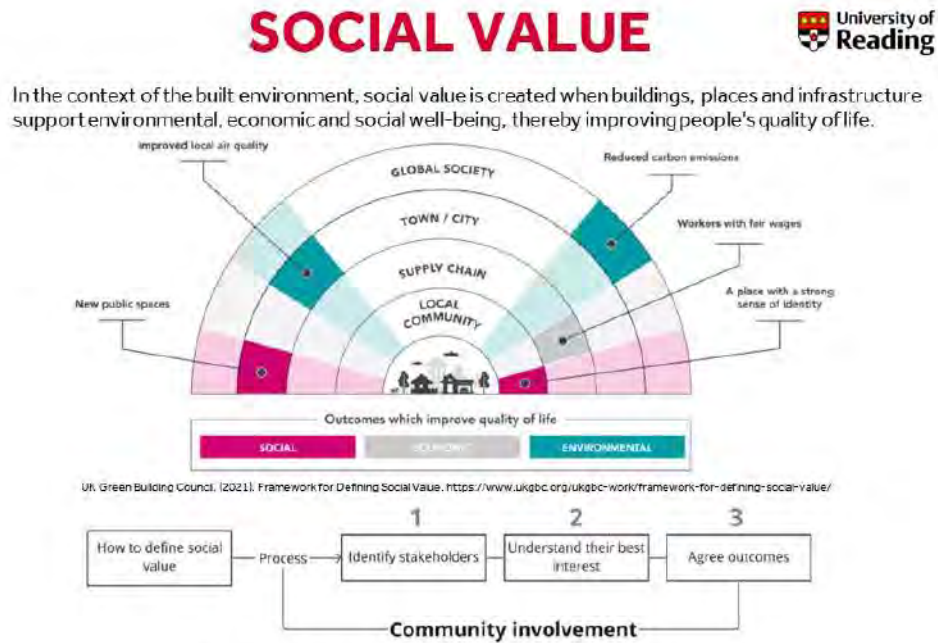 SOCIAL VALUE
University of
Reading
In the context of the built environment, social value is created when buildings, places and infrastructure
support environmental, economic and social well-being, thereby improving people's quality of life.
Improved local air quality
Reduced carbon emissions
GLOBAL SOCIETY
TOWN / CITY
Workers with fair wages
SUPPLY CHAIN
New public spaces
A place with a strong
sense of identity
LOCAL
COMMUNITY
Outcomes which improve quality of life
SOCIAL
ECONOMIC
ENVIRONMENTAL
UK Green Building Council. (2021). Framework for Defining Social Value. https://www.ukgbc.org/ukgbc-work/framework-for-defining-social-value/
1
2
3
How to define social
value
Process
Identify stakeholders
Understand their best
interest
Agree outcomes
Community involvement